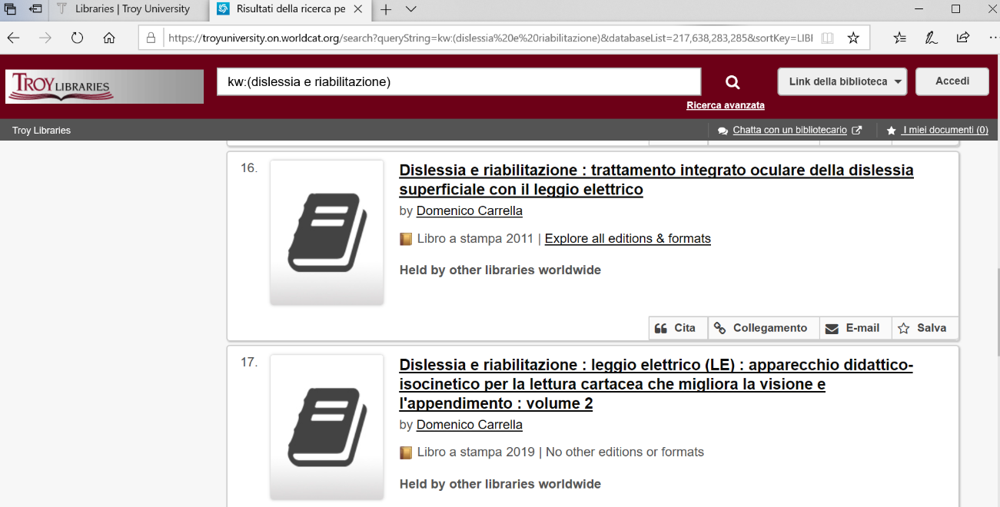 Libraries | Troy University
Risultati della ricerca pe
https://troyuniversity.on.worldcat.org/search?queryString=kw:(dislessia%20e%20riabilitazione)&databaseList=217,638,283,285&sortKey=LIBI
TROY LIBRARIES
kw:(dislessia e riabilitazione)
Link della biblioteca
Accedi
Ricerca avanzata
Troy Libraries
Chatta con un bibliotecario
I miei documenti (0)
16.
Dislessia e riabilitazione : trattamento integrato oculare della dislessia
superficiale con il leggio elettrico
by Domenico Carrella
Libro a stampa 2011 | Explore all editions & formats
Held by other libraries worldwide
Cita
Collegamento
E-mail
Salva
17.
Dislessia e riabilitazione : leggio elettrico (LE) : apparecchio didattico-
isocinetico per la lettura cartacea che migliora la visione e
l'appendimento : volume 2
by Domenico Carrella
Libro a stampa 2019 | No other editions or formats
Held by other libraries worldwide